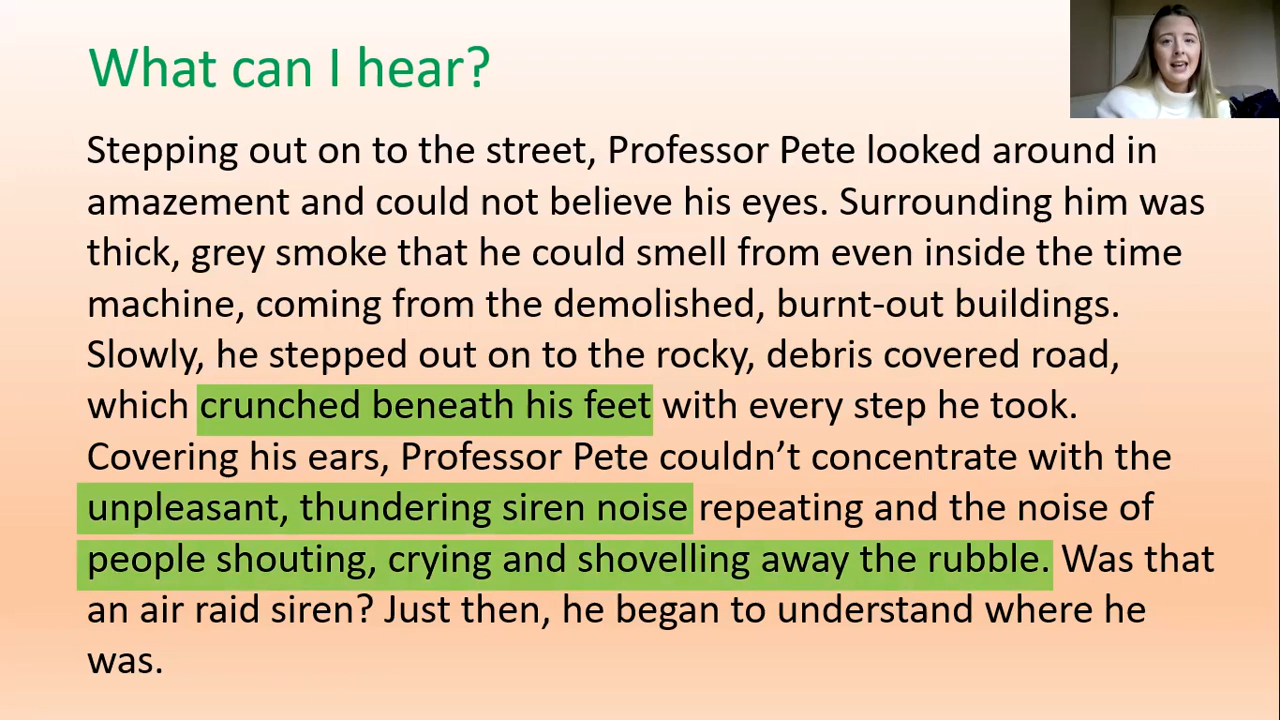 What can I hear?
Stepping out on to the street, Professor Pete looked around in
amazement and could not believe his eyes. Surrounding him was
thick, grey smoke that he could smell from even inside the time
machine, coming from the demolished, burnt-out buildings.
Slowly, he stepped out on to the rocky, debris covered road,
which crunched beneath his feet with every step he took.
Covering his ears, Professor Pete couldn’t concentrate with the
unpleasant, thundering siren noise repeating and the noise of
people shouting, crying and shovelling away the rubble. Was that
an air raid siren? Just then, he began to understand where he
was.